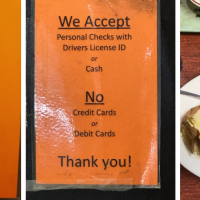 We Accept
Personal Checks with
Drivers License ID
or
Cash
No
Credit Cards
or
Debit Cards
Thank you!